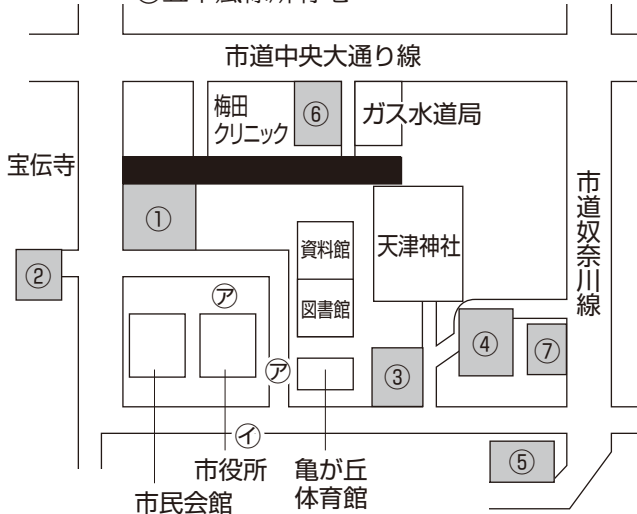 市道中央大通り線
梅田
クリニック
⑥
ガス水道局
宝伝寺
①
市道奴奈川線
資料館
天津神社
②
㋐
図書館
④
⑦
㋐
③
㋑
⑤
市役所
亀が丘
体育館
市民会館